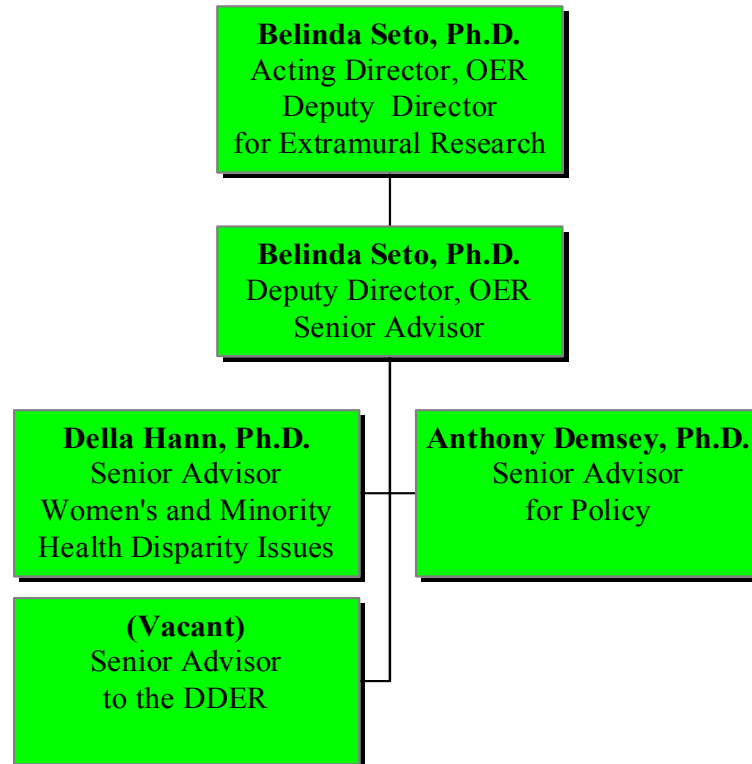 Belinda Seto, Ph.D.
Acting Director, OER
Deputy Director
for Extramural Research
Belinda Seto, Ph.D.
Deputy Director, OER
Senior Advisor
Della Hann, Ph.D.
Senior Advisor
Women's and Minority
Health Disparity Issues
Anthony Demsey, Ph.D.
Senior Advisor
for Policy
(Vacant)
Senior Advisor
to the DDER